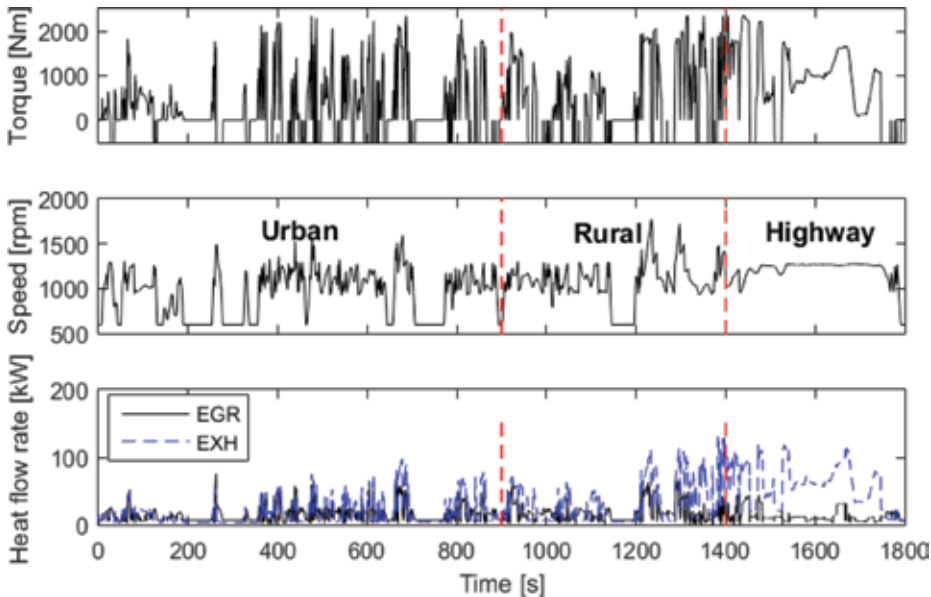 Torque [Nm]
2000
1000
0
Speed [rpm]
2000
1500
1000
500
Urban
Rural
Highway
Heat flow rate [kW]
200
100
0
EGR
EXH
0 200 400 600 800 1000 1200 1400 1600 1800
Time [s]